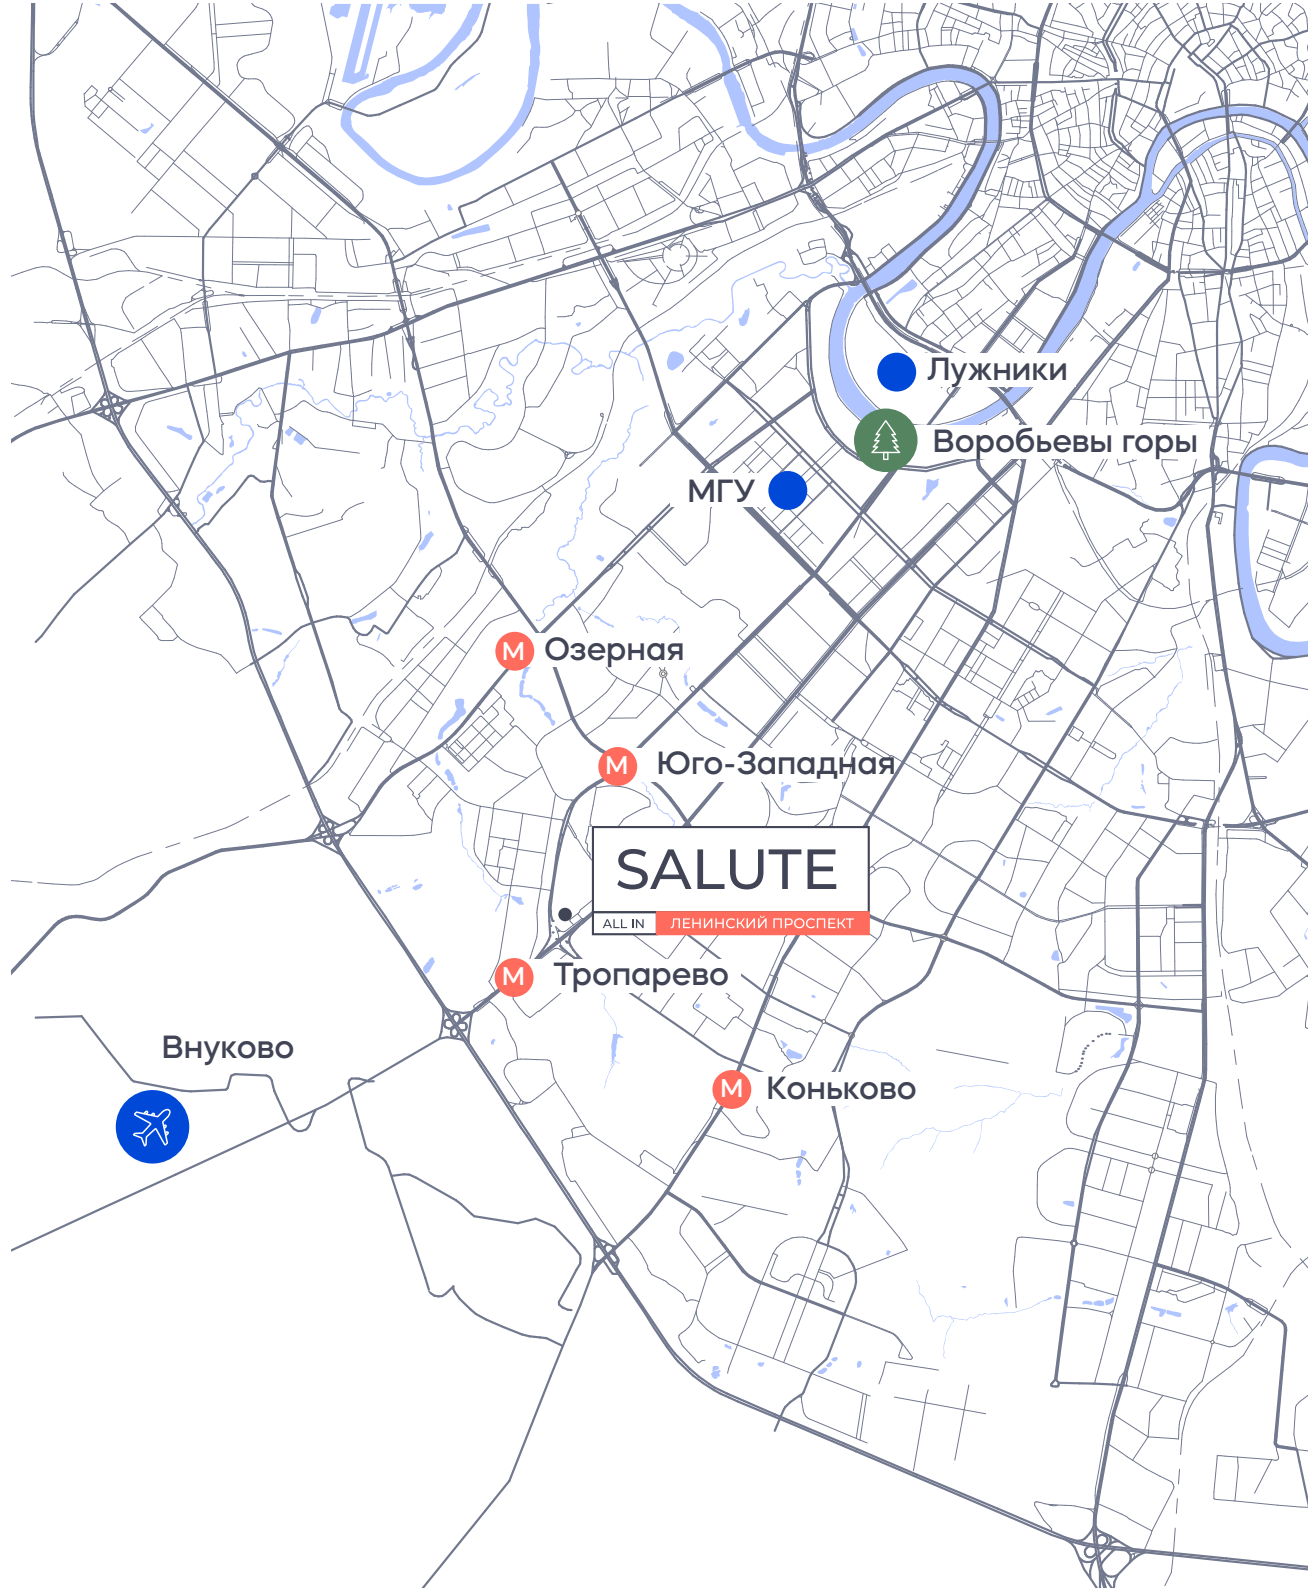 Лужники
Воробьевы горы
МГУ
М Озерная
М Юго-Западная
SALUTE
ALL IN ЛЕНИНСКИЙ ПРОСПЕКТ
М Тропарево
Внуково
М Коньково